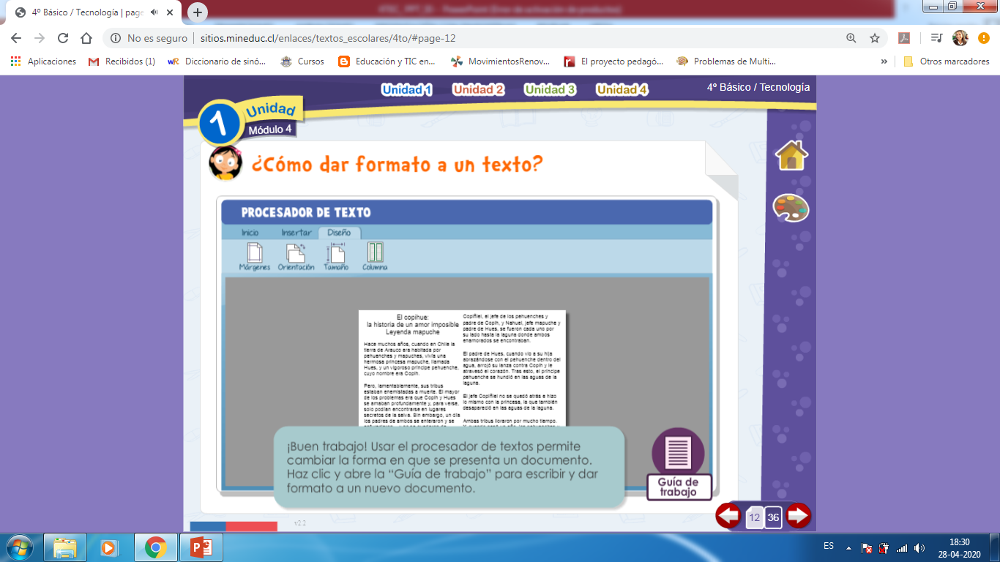 4º Básico / Tecnología | page
No es seguro | sitios.mineduc.cl/enlaces/textos_escolares/4to/#page-12
Aplicaciones
Recibidos (1)
Diccionario de sinó...
Cursos
Educación y TIC en...
MovimientosRenov...
El proyecto pedagó...
Problemas de Multi...
»
Otros marcadores
Unidad 1
Unidad 2
Unidad 3
Unidad 4
4º Básico / Tecnología
1
Unidad
Módulo 4
¿Cómo dar formato a un texto?
PROCESADOR DE TEXTO
Inicio
Insertar
Diseño
Márgenes
Orientación
Tamaño
Columna
El copihue:
la historia de un amor imposible
Leyenda mapuche
Hace muchos años, cuando en Chile la
tierra de Arauco era habitada por
pehuenches y mapuches, vivía una
hermosa princesa mapuche, llamada
Hues, y un vigoroso príncipe pehuenche,
cuyo nombre era Copih.
Pero, lamentablemente, sus tribus
estaban enemistadas a muerte. El mayor
de los problemas era que Copih y Hues
se amaban profundamente y, para verse,
solo podían encontrarse en lugares
secretos de la selva. Sin embargo, un día
los padres de ambos se enteraron y se
Copiñiel, el jefe de los pehuenches y
padre de Copih, y Nahuel, jefe mapuche y
padre de Hues, se fueron cada uno por
su lado hasta la laguna donde ambos
enamorados se encontraban.
El padre de Hues, cuando vio a su hija
abrazándose con el pehuenche dentro del
agua, arrojó su lanza contra Copih y le
atravesó el corazón. Tras esto, el príncipe
pehuenche se hundió en las aguas de la
laguna.
El jefe Copiñiel no se quedó atrás e hizo
lo mismo con la princesa, la que también
desapareció en las aguas de la laguna.
Ambas tribus lloraron por mucho tiempo.
¡Buen trabajo! Usar el procesador de textos permite
cambiar la forma en que se presenta un documento.
Haz clic y abre la “Guía de trabajo” para escribir y dar
formato a un nuevo documento.
Guía de
trabajo
12
36
v2.2
ES
18:30
28-04-2020